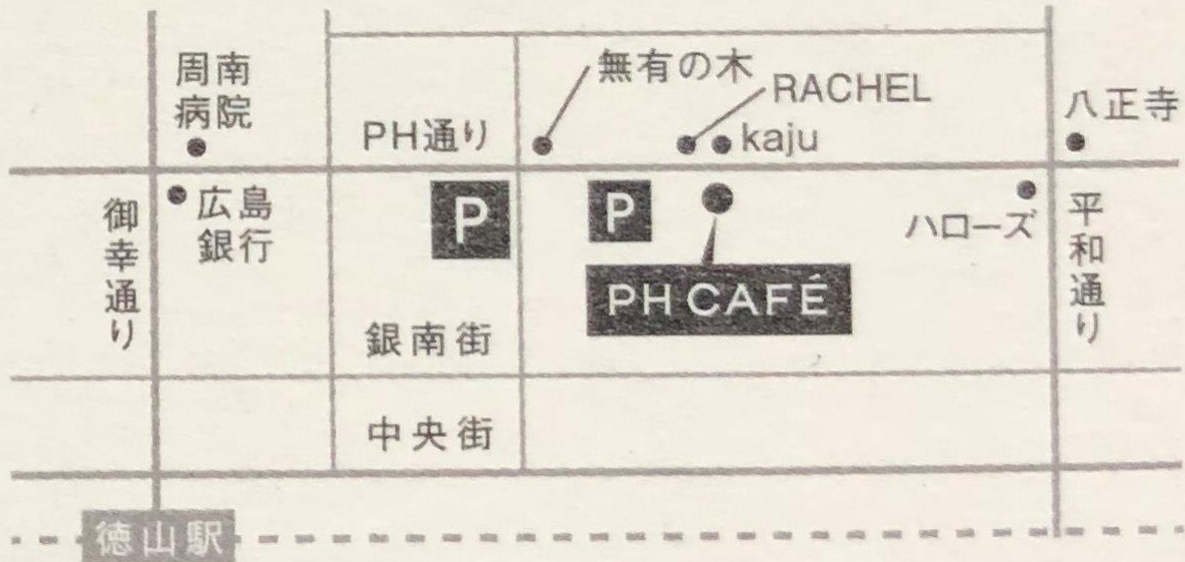 周南
病院
PH通り
無有の木
RACHEL
kaju
八正寺
御幸通り
広島
銀行
P
P
ハローズ
平和通り
PH CAFÉ
銀南街
中央街
徳山駅